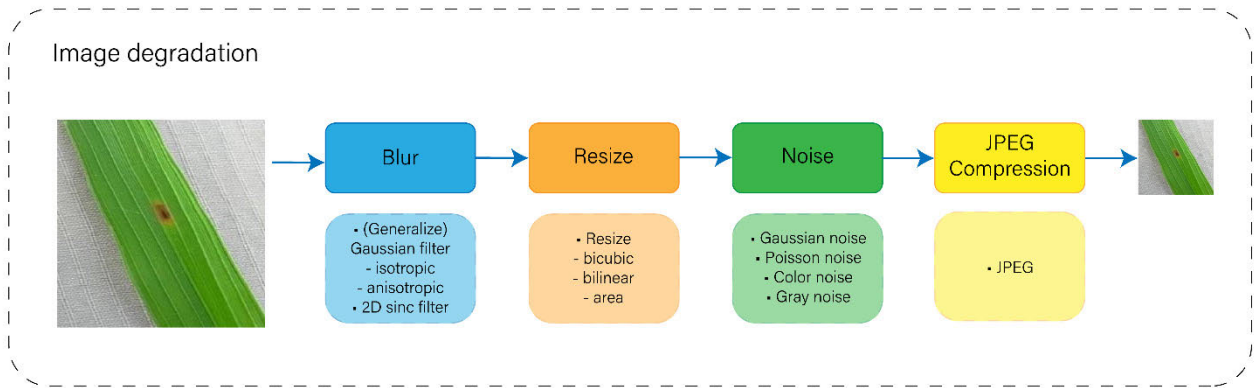 Image degradation
Blur
Resize
Noise
JPEG
Compression
▪ (Generalize)
Gaussian filter
- isotropic
- anisotropic
▪ 2D sinc filter
▪ Resize
- bicubic
- bilinear
- area
▪ Gaussian noise
▪ Poisson noise
▪ Color noise
▪ Gray noise
▪ JPEG